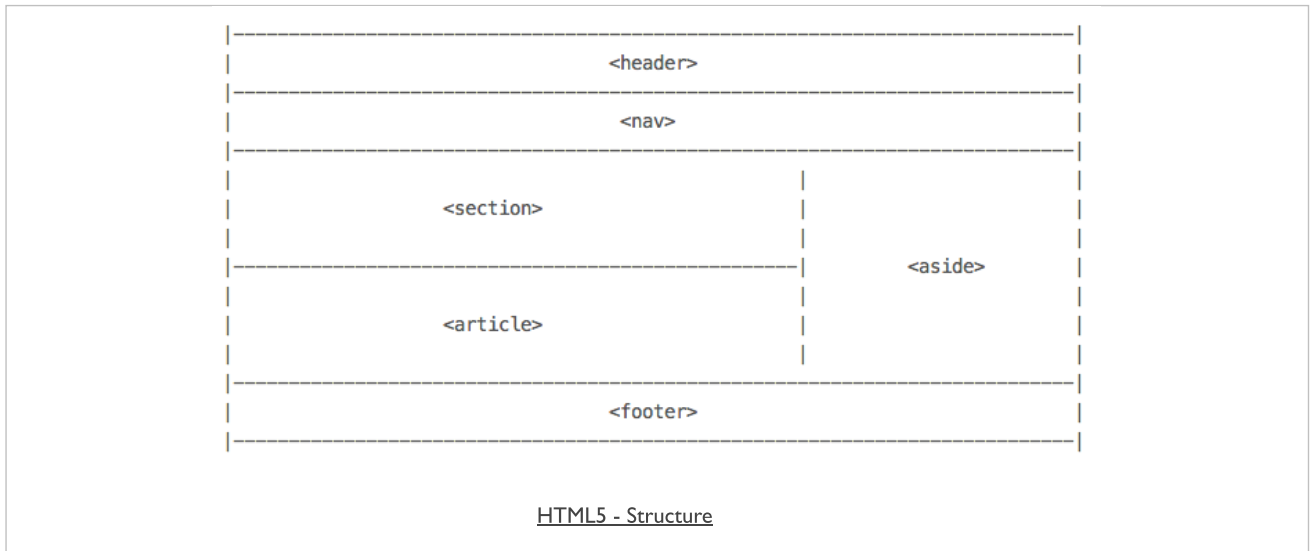 <header>
<nav>
<section>
<aside>
<article>
<footer>
HTML5 - Structure